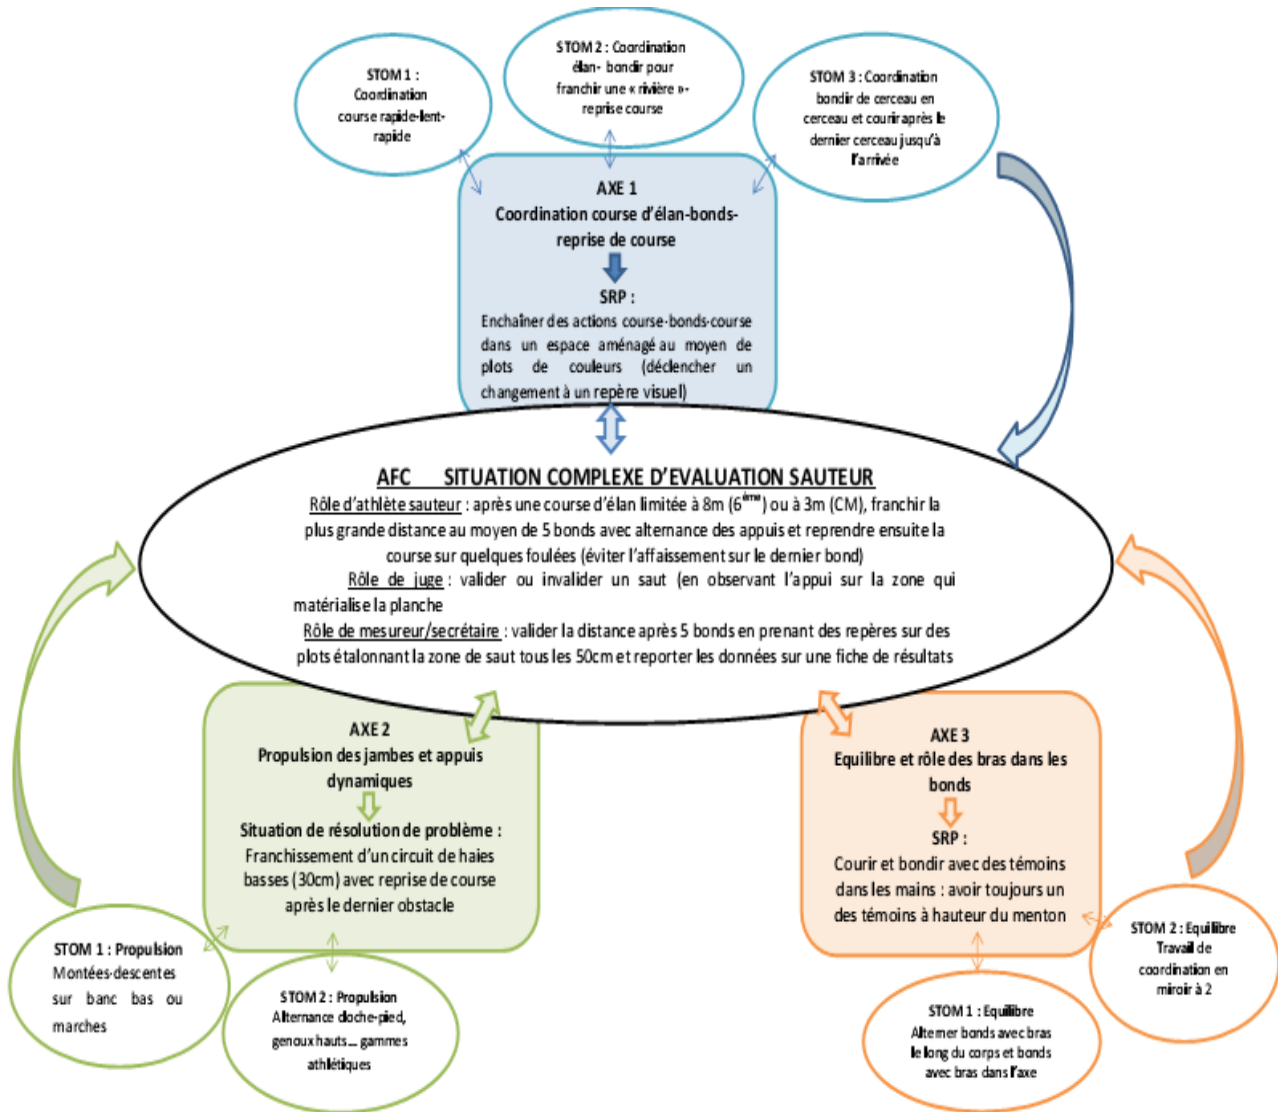 STOM 1 :
Coordination
course rapide-lent-
rapide
STOM 2 : Coordination
élan- bondir pour
franchir une « rivière »-
reprise course
STOM 3 : Coordination
bondir de cerceau en
cerceau et courir après le
dernier cerceau jusqu'à
l'arrivée
AXE 1
Coordination course d'élan-bonds-
reprise de course
SRP :
Enchaîner des actions course-bonds-course
dans un espace aménagé au moyen de
plots de couleurs (déclencher un
changement à un repère visuel)
AFC SITUATION COMPLEXE D'EVALUATION SAUTEUR
Rôle d'athlète sauteur : après une course d'élan limitée à 8m (6ème) ou à 3m (CM), franchir la
plus grande distance au moyen de 5 bonds avec alternance des appuis et reprendre ensuite la
course sur quelques foulées (éviter l'affaissement sur le dernier bond)
Rôle de juge : valider ou invalider un saut (en observant l'appui sur la zone qui
matérialise la planche
Rôle de mesureur/secrétaire : valider la distance après 5 bonds en prenant des repères sur des
plots étalonnant la zone de saut tous les 50cm et reporter les données sur une fiche de résultats
AXE 2
Propulsion des jambes et appuis
dynamiques
Situation de résolution de problème :
Franchissement d'un circuit de haies
basses (30cm) avec reprise de course
après le dernier obstacle
STOM 1 : Propulsion
Montées-descentes
sur banc bas ou
marches
STOM 2 : Propulsion
Alternance cloche-pied,
genoux hauts... gammes
athlétiques
AXE 3
Equilibre et rôle des bras dans les
bonds
SRP :
Courir et bondir avec des témoins
dans les mains : avoir toujours un
des témoins à hauteur du menton
STOM 1 : Equilibre
Alterner bonds avec bras
le long du corps et bonds
avec bras dans l'axe
STOM 2 : Equilibre
Travail de
coordination en
miroir à 2